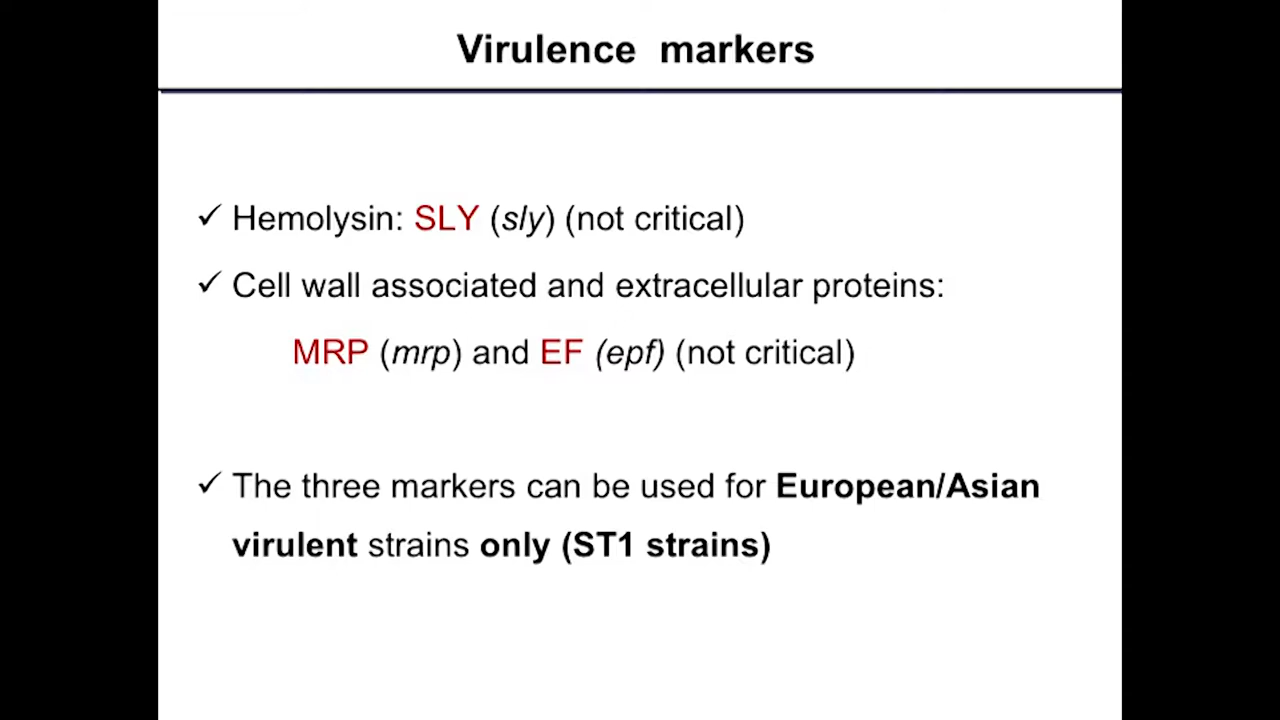 Virulence markers
✓ Hemolysin: SLY (sly) (not critical)
✓ Cell wall associated and extracellular proteins:
MRP (mrp) and EF (epf) (not critical)
✓ The three markers can be used for European/Asian
virulent strains only (ST1 strains)